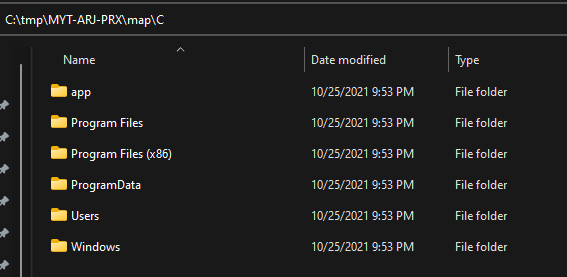 C:\tmp\MYT-ARJ-PRX\map\C
Name Date modified Type
app 10/25/2021 9:53 PM File folder
Program Files 10/25/2021 9:53 PM File folder
Program Files (x86) 10/25/2021 9:53 PM File folder
ProgramData 10/25/2021 9:53 PM File folder
Users 10/25/2021 9:53 PM File folder
Windows 10/25/2021 9:53 PM File folder